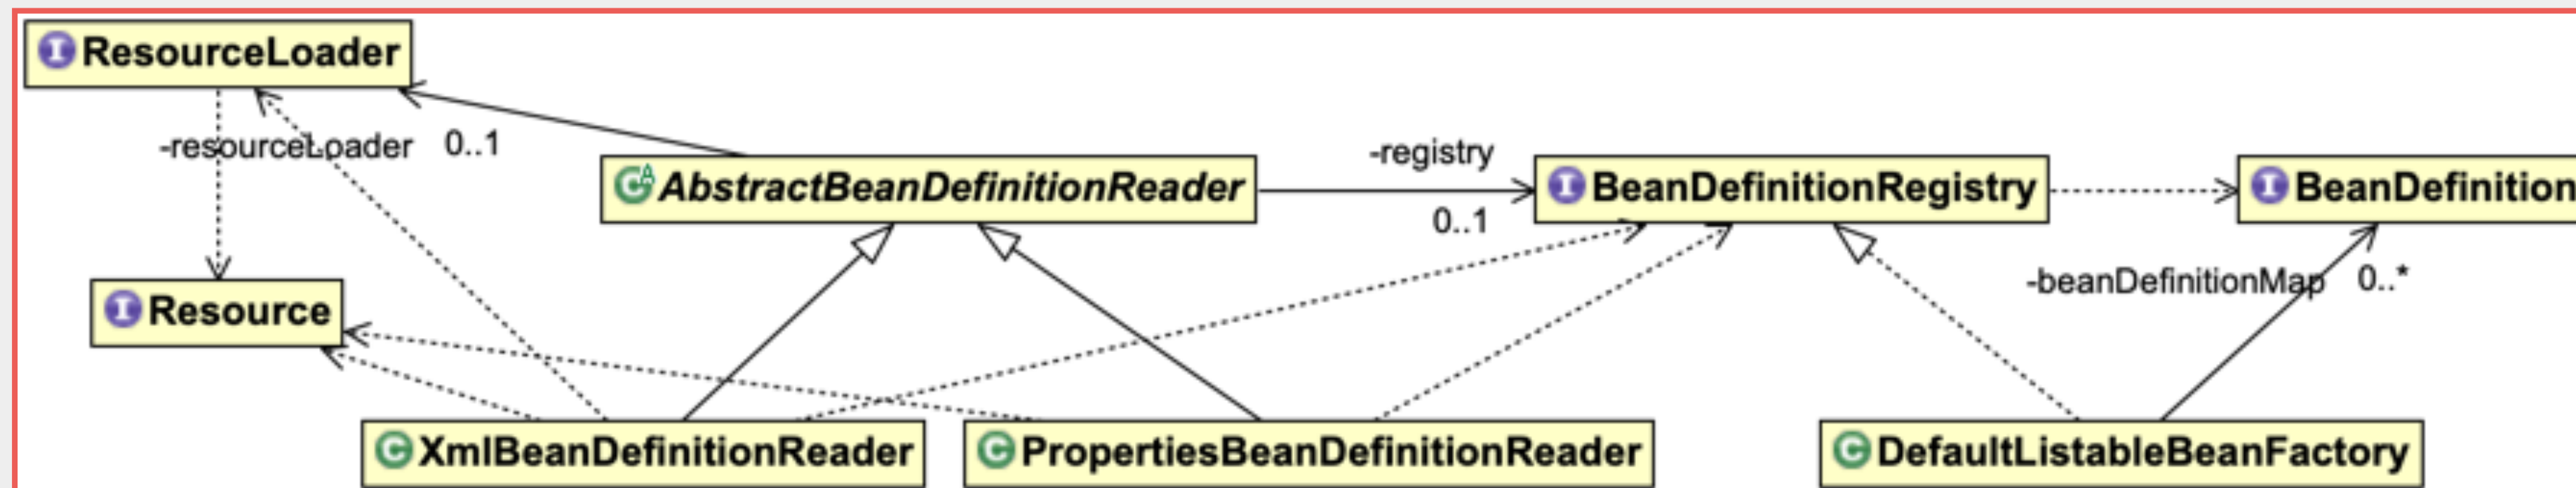 ResourceLoader
-resourceLoader 0..1
-registry
AbstractBeanDefinitionReader
BeanDefinitionRegistry
BeanDefinition
0..1
-beanDefinitionMap 0..*
Resource
XmlBeanDefinitionReader
PropertiesBeanDefinitionReader
DefaultListableBeanFactory